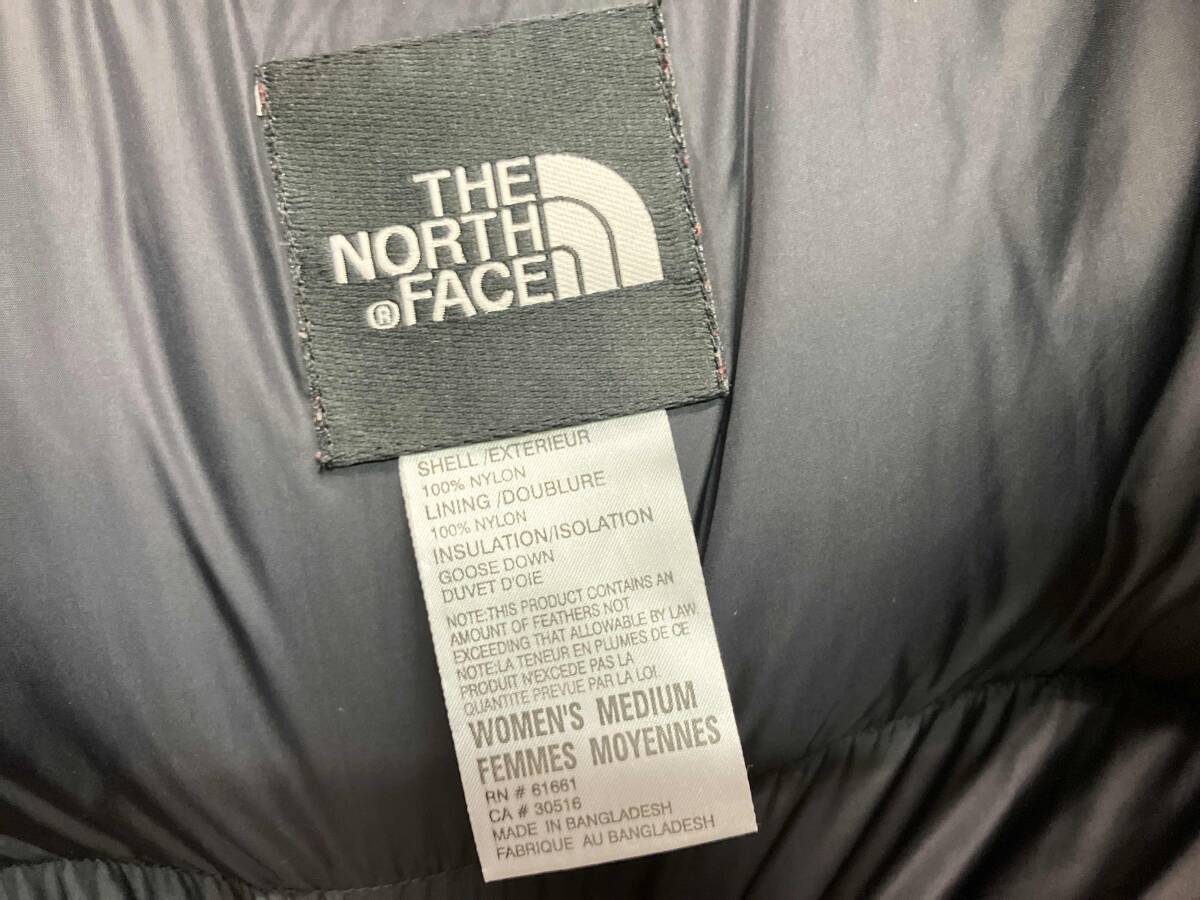 THE
NORTH
®FACE
SHELL /EXTERIEUR
100% NYLON
LINING /DOUBLURE
100% NYLON
INSULATION/ISOLATION
GOOSE DOWN
DUVET D'OIE
NOTE:THIS PRODUCT CONTAINS AN
AMOUNT OF FEATHERS NOT
EXCEEDING THAT ALLOWABLE BY LAW
NOTE:LA TENEUR EN PLUMES DE CE
PRODUIT N'EXCEDE PAS LA
QUANTITE PREVUE PAR LA LOI.
WOMEN'S MEDIUM
FEMMES MOYENNES
RN # 61661
CA # 30516
MADE IN BANGLADESH
FABRIQUE AU BANGLADESH